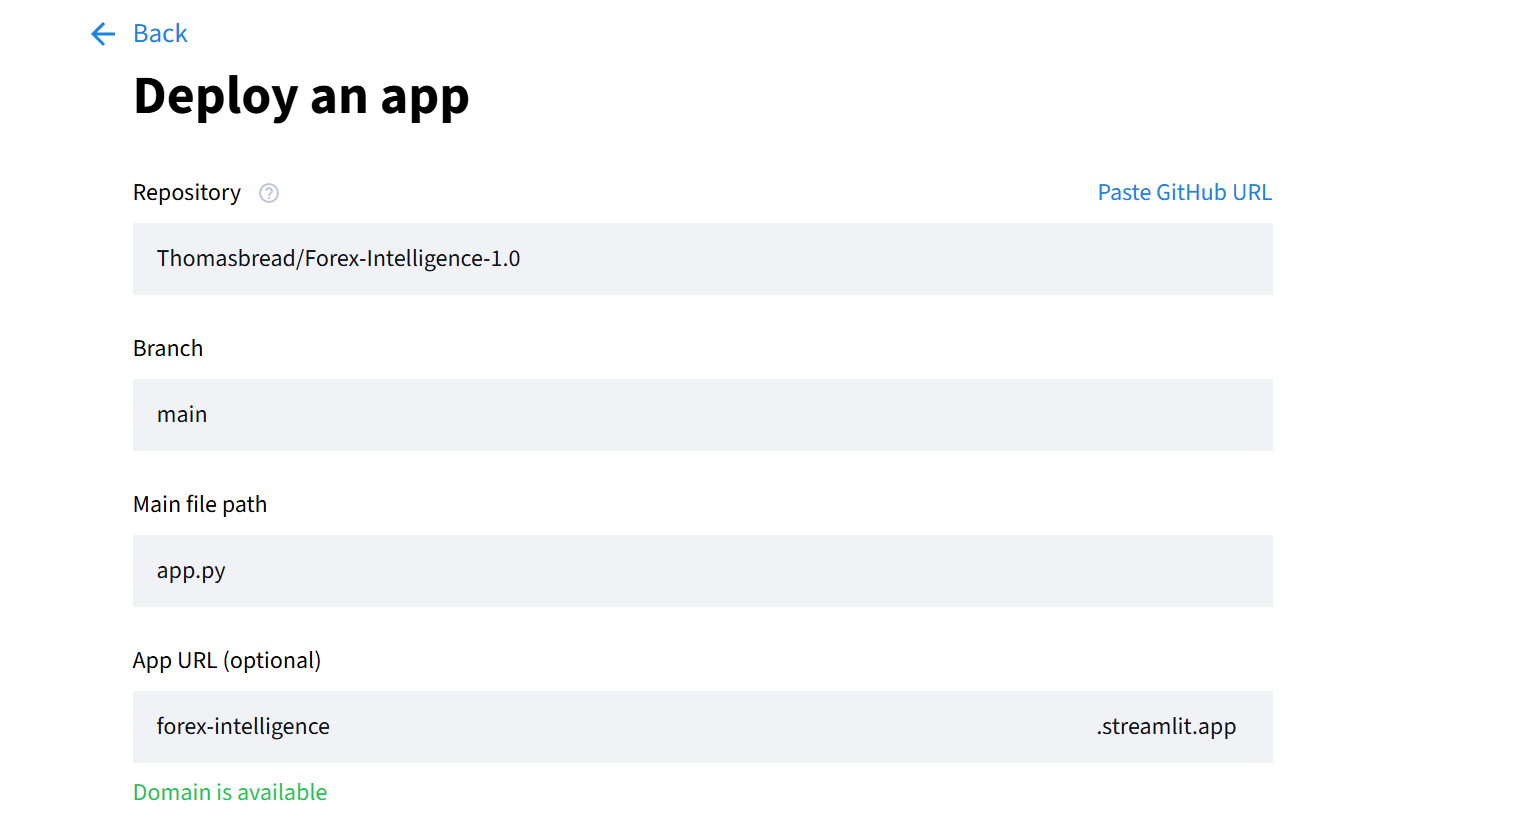 Back
Deploy an app
Repository
Paste GitHub URL
Thomasbread/Forex-Intelligence-1.0
Branch
main
Main file path
app.py
App URL (optional)
forex-intelligence .streamlit.app
Domain is available